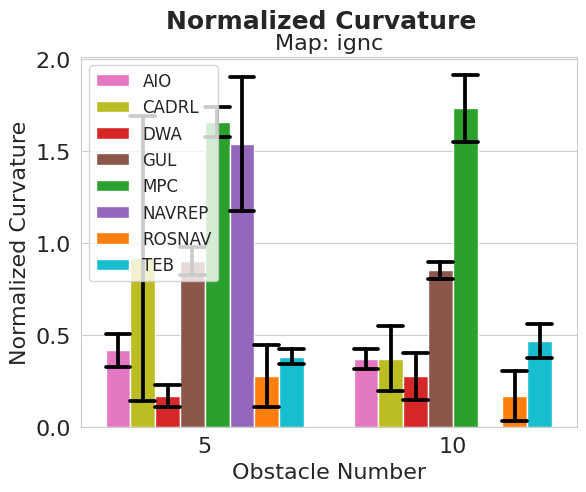 Normalized Curvature
Map: ignc
Normalized Curvature
2.0
1.5
1.0
0.5
0.0
AIO
CADRL
DWA
GUL
MPC
NAVREP
ROSNAV
TEB
5
10
Obstacle Number